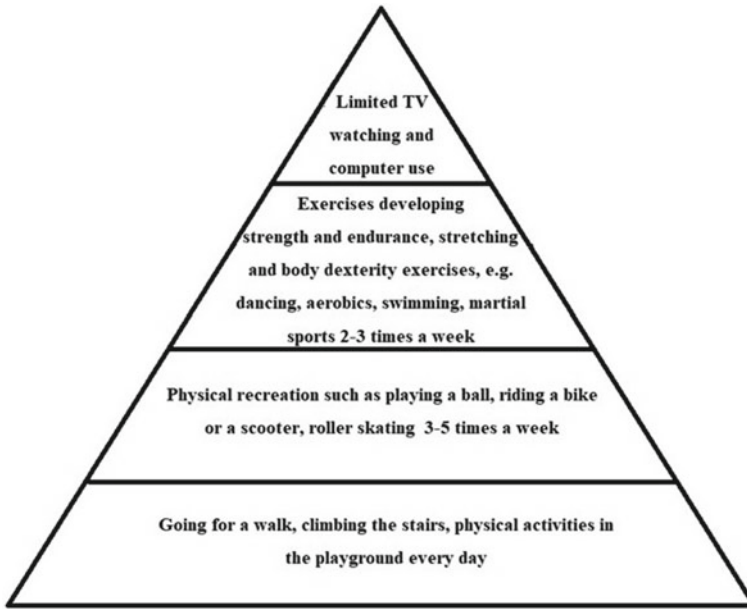 Limited TV
watching and
computer use
Exercises developing
strength and endurance, stretching
and body dexterity exercises, e.g.
dancing, aerobics, swimming, martial
sports 2-3 times a week
Physical recreation such as playing a ball, riding a bike
or a scooter, roller skating 3-5 times a week
Going for a walk, climbing the stairs, physical activities in
the playground every day